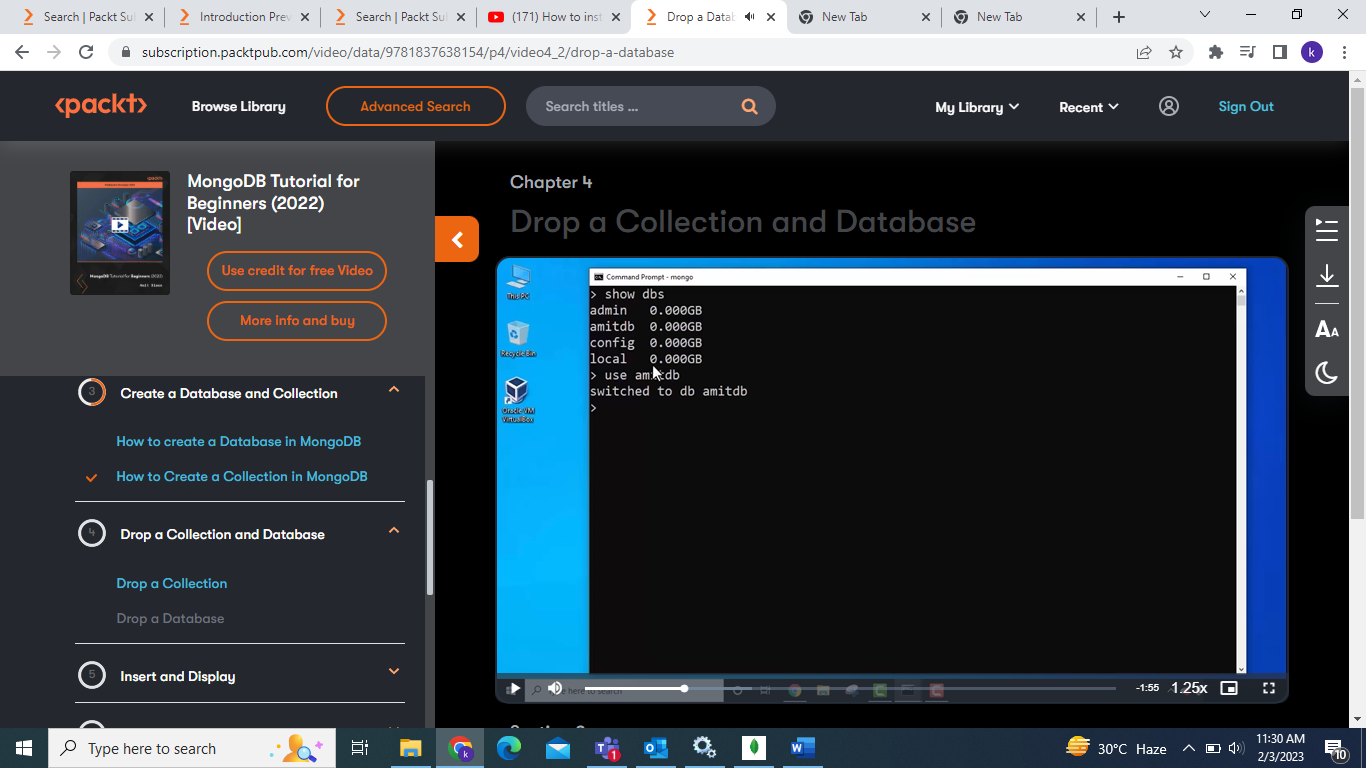 Search | Packt Su
Introduction Prev
Search | Packt Su
(171) How to inst
Drop a Datab
New Tab
New Tab
subscription.packtpub.com/video/data/9781837638154/p4/video4_2/drop-a-database
k
<packt>
Browse Library
Advanced Search
Search titles ...
My Library
Recent
Sign Out
MongoDB Tutorial for
Beginners (2022)
[Video]
Use credit for free Video
More info and buy
3
Create a Database and Collection
How to create a Database in MongoDB
How to Create a Collection in MongoDB
4
Drop a Collection and Database
Drop a Collection
Drop a Database
5
Insert and Display
Chapter 4
Drop a Collection and Database
This PC
Recycle Bin
Oracle VM
VirtualBox
Command Prompt - mongo
> show dbs
admin 0.000GB
amitdb 0.000GB
config 0.000GB
local 0.000GB
> use amitdb
switched to db amitdb
>
-1:55
1.25x
AA
Type here to search
1
30°C Haze
11:30 AM
2/3/2023
10